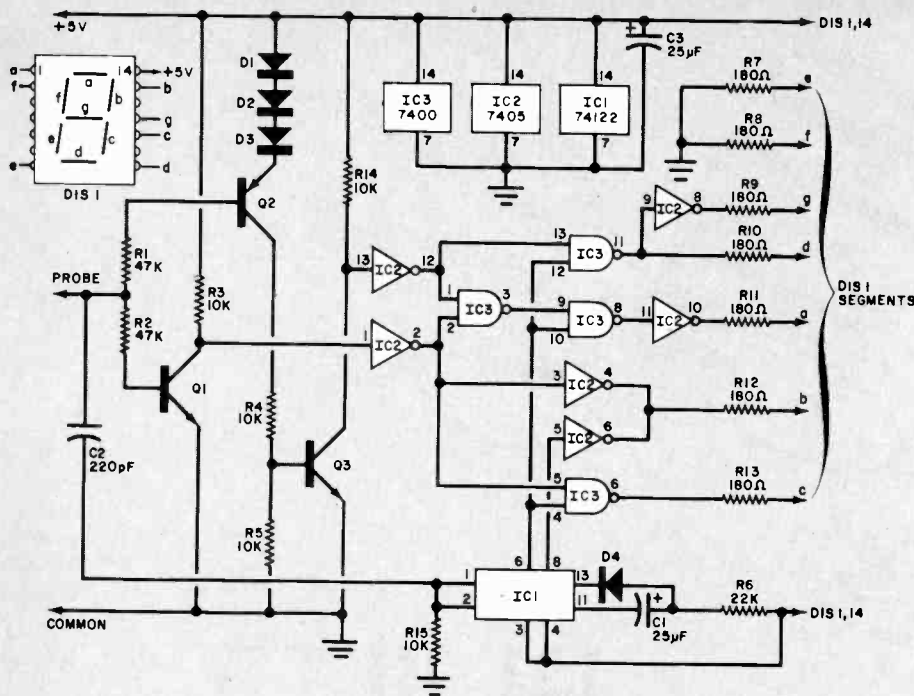 +5V
DIS 1,14
a 1
14 +5V
f
b
g
c
e
d
a
f
b
g
e
c
d
DIS 1
D1
D2
D3
Q2
R14
10K
14
IC3
7400
7
14
IC2
7405
7
14
IC1
74122
7
+
C3
25µF
R7
180Ω
e
R8
180Ω
f
R9
180Ω
g
R10
180Ω
d
R11
180Ω
a
R12
180Ω
b
R13
180Ω
c
DIS 1
SEGMENTS
R1
47K
PROBE
R2
47K
R3
10K
Q1
C2
220pF
R4
10K
Q3
R5
10K
13 IC2 12
1 IC2 2
1
2
IC3 3
13
12
IC3 11
9 IC2 8
9
10
IC3 8
11 IC2 10
3 IC2 4
5 IC2 6
5
4
IC3 6
6 8
1
2
IC1
13
11
3 4
D4
+
C1
25µF
R6
22K
DIS 1,14
R15
10K
COMMON